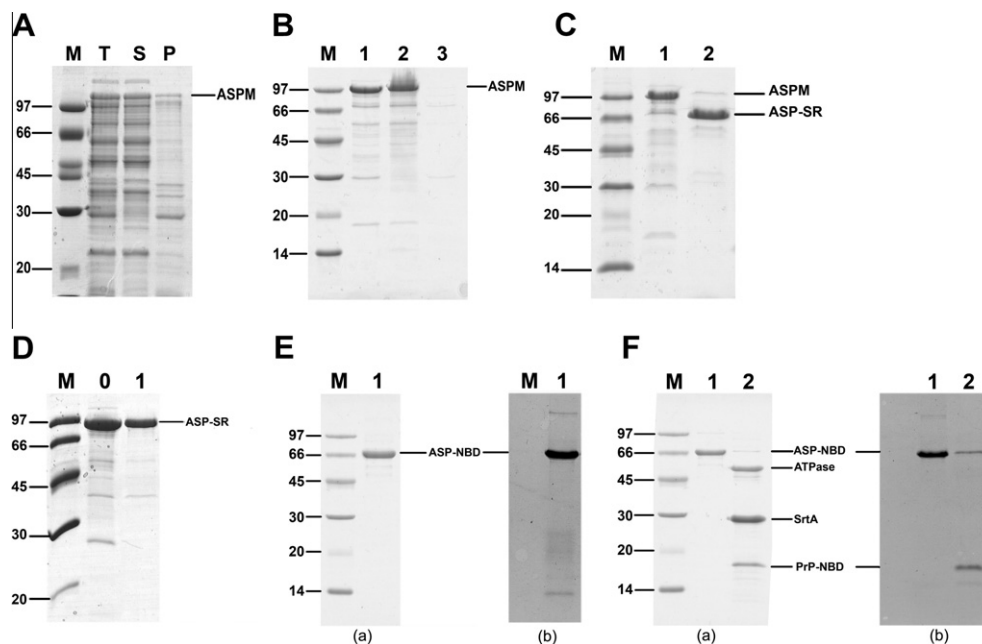 A
M T S P
97
66
45
30
20
ASPM
B
M 1 2 3
97
66
45
30
20
14
ASPM
C
M 1 2
97
66
45
30
20
14
ASPM
ASP-SR
D
M 0 1
97
66
45
30
20
ASP-SR
E
M 1
97
66
45
30
20
14
ASP-NBD
(a)
M 1
(b)
F
M 1 2
97
66
45
30
20
14
ASP-NBD
ATPase
SrtA
PrP-NBD
(a)
1 2
(b)